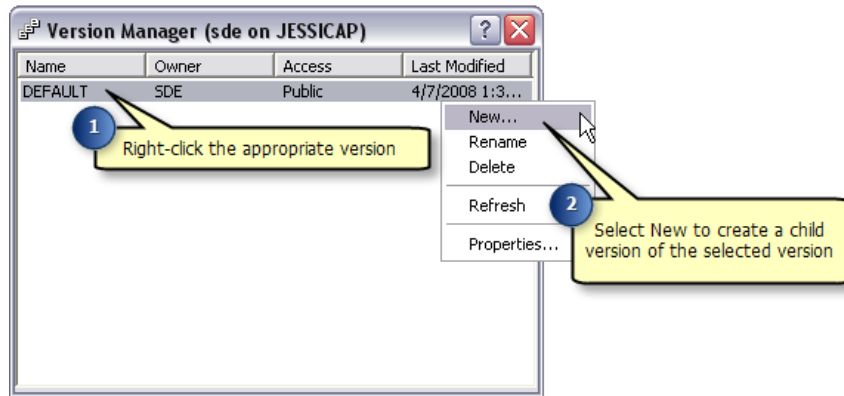 Version Manager (sde on JESSICAP)
Name Owner Access Last Modified
DEFAULT SDE Public 4/7/2008 1:3...
1
Right-click the appropriate version
New...
Rename
Delete
Refresh
Properties...
2
Select New to create a child
version of the selected version